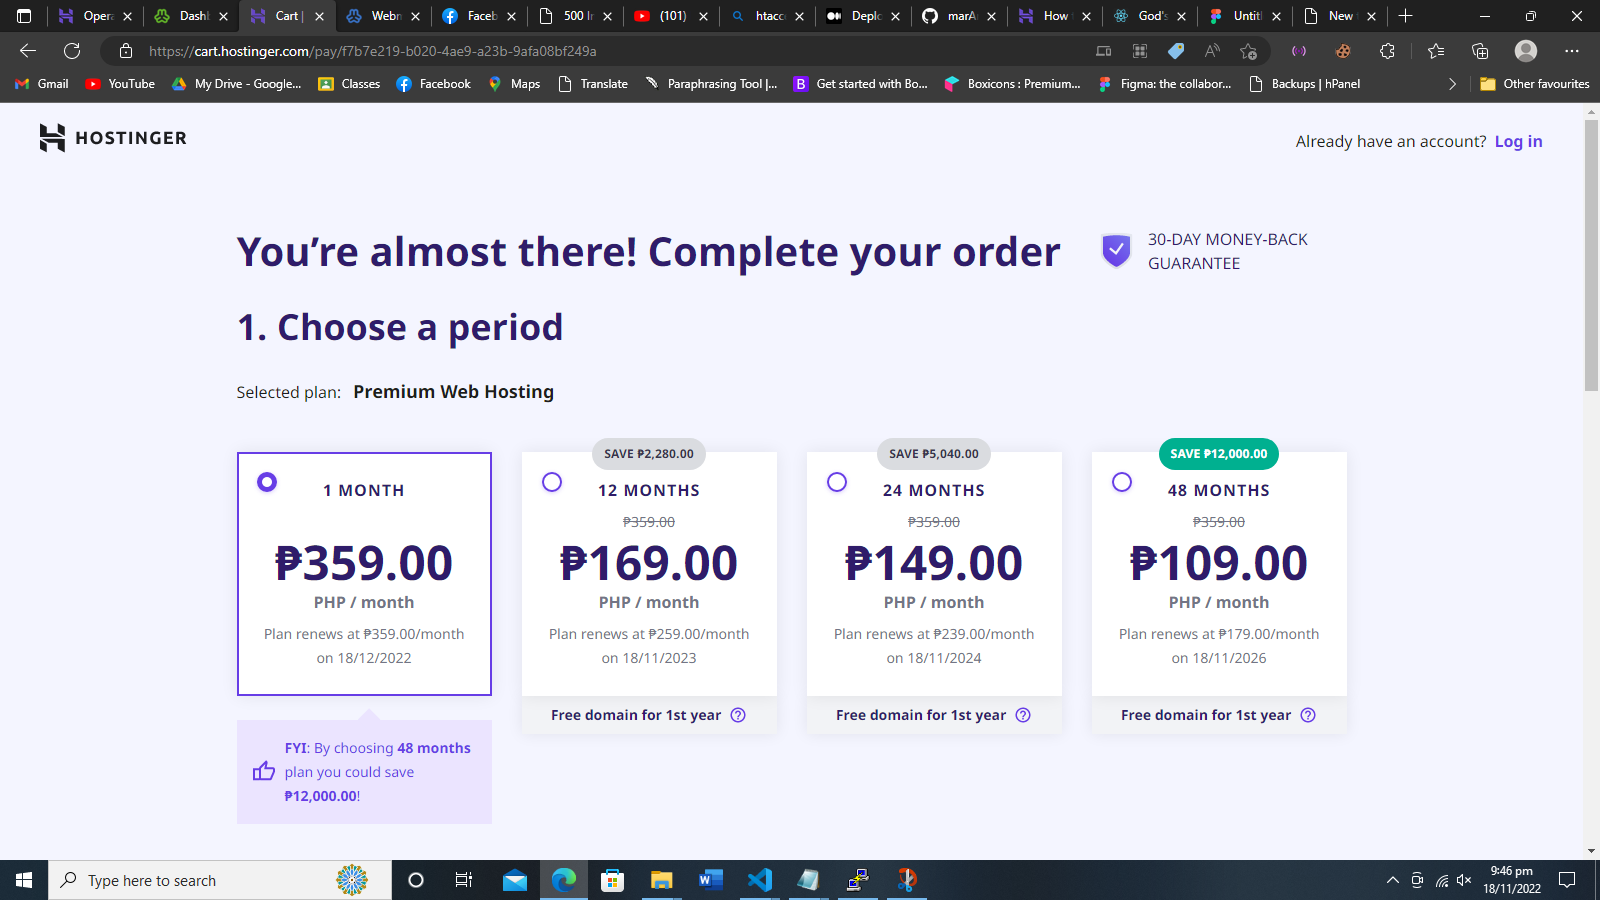 Opera
Dashb
Cart |
Webm
Faceb
500 In
(101)
htacce
Deplo
How t
God's
Untitl
New t
https://cart.hostinger.com/pay/f7b7e219-b020-4ae9-a23b-9afa08bf249a
Gmail
YouTube
My Drive - Google...
Classes
Facebook
Maps
Translate
Paraphrasing Tool |...
Get started with Bo...
Boxicons : Premium...
Figma: the collabor...
Backups | hPanel
Other favourites
HOSTINGER
Already have an account? Log in
You're almost there! Complete your order
30-DAY MONEY-BACK
GUARANTEE
1. Choose a period
Selected plan: Premium Web Hosting
1 MONTH
₱359.00
PHP / month
Plan renews at ₱359.00/month
on 18/12/2022
FYI: By choosing 48 months
plan you could save
₱12,000.00!
SAVE ₱2,280.00
12 MONTHS
₱359.00
₱169.00
PHP / month
Plan renews at ₱259.00/month
on 18/11/2023
Free domain for 1st year
SAVE ₱5,040.00
24 MONTHS
₱359.00
₱149.00
PHP / month
Plan renews at ₱239.00/month
on 18/11/2024
Free domain for 1st year
SAVE ₱12,000.00
48 MONTHS
₱359.00
₱109.00
PHP / month
Plan renews at ₱179.00/month
on 18/11/2026
Free domain for 1st year
Type here to search
9:46 pm
18/11/2022